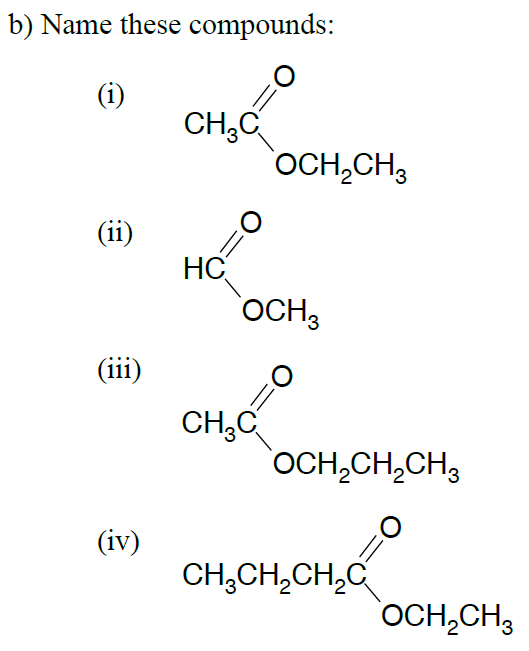 b) Name these compounds:
(i)
O
CH₃C
OCH₂CH₃
(ii)
O
HC
OCH₃
(iii)
O
CH₃C
OCH₂CH₂CH₃
(iv)
O
CH₃CH₂CH₂C
OCH₂CH₃